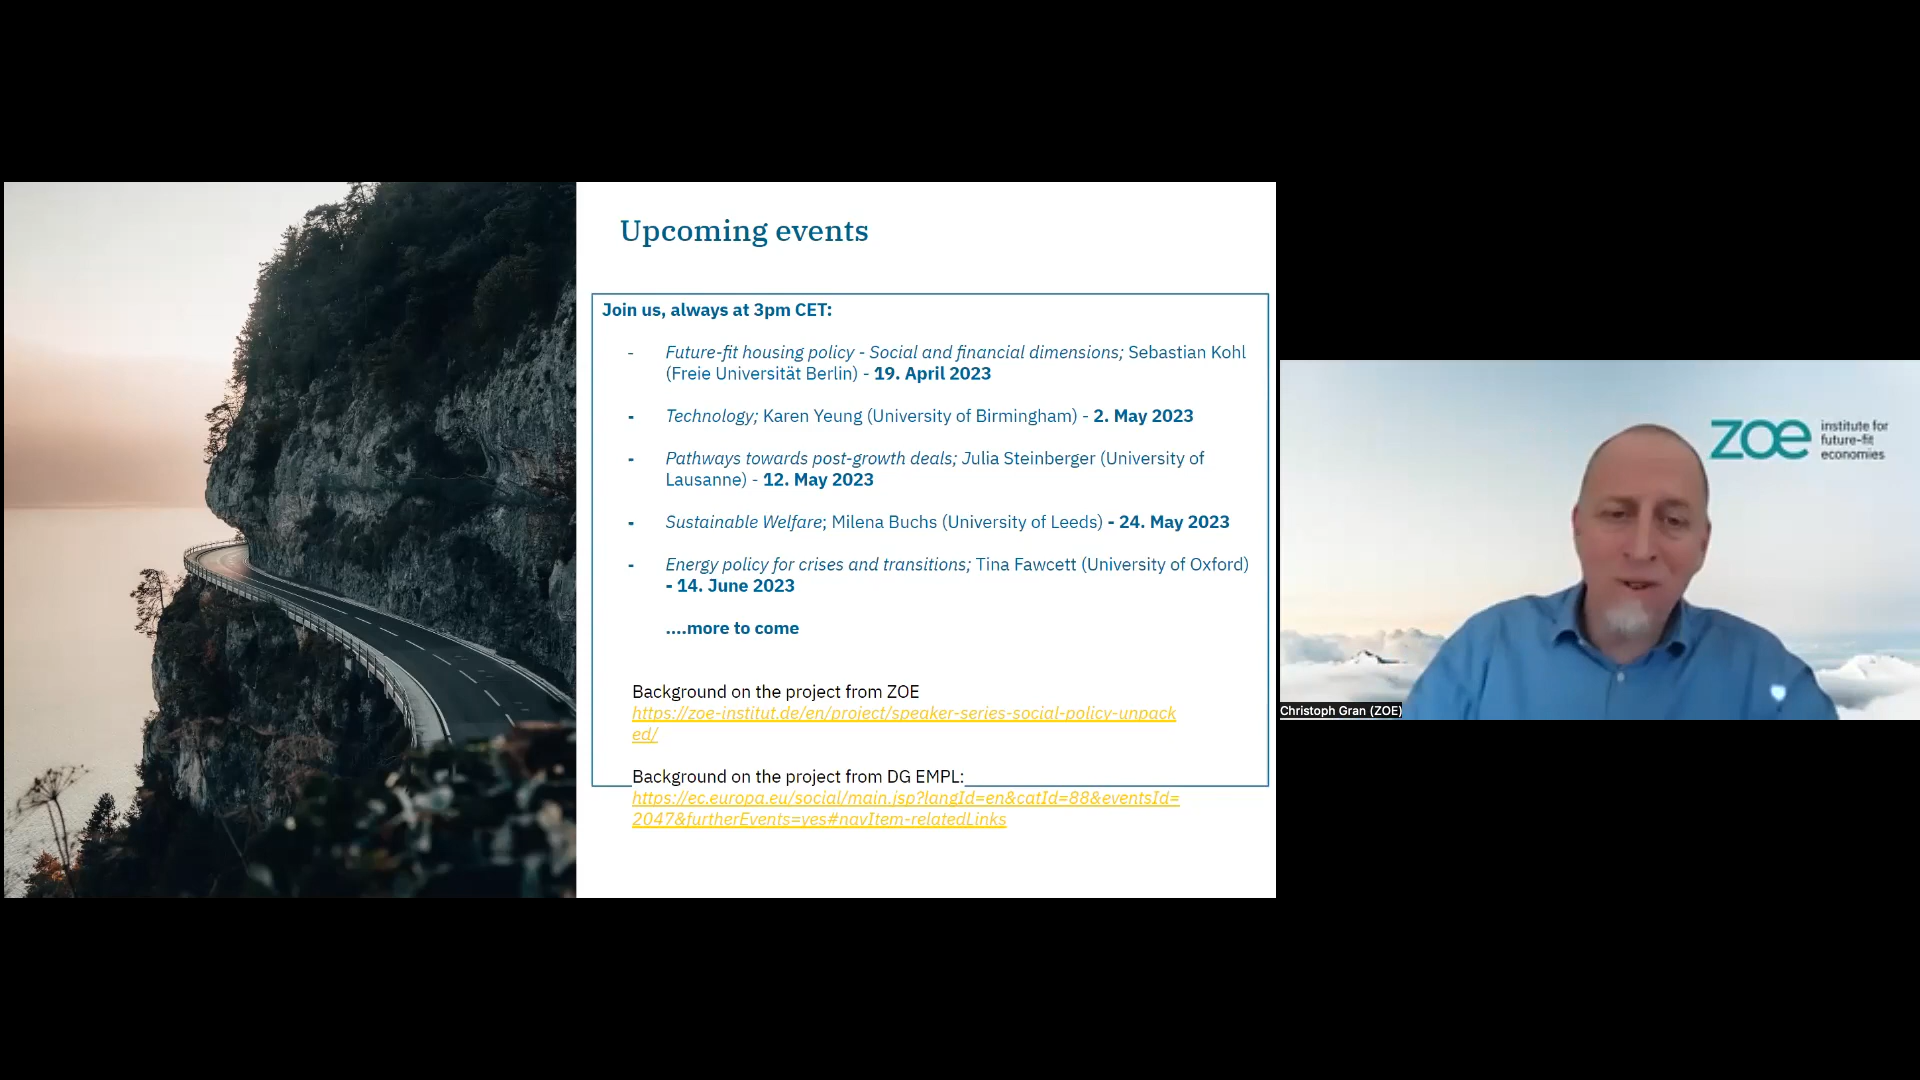 Upcoming events
Join us, always at 3pm CET:
- Future-fit housing policy - Social and financial dimensions; Sebastian Kohl
(Freie Universität Berlin) - 19. April 2023
- Technology; Karen Yeung (University of Birmingham) - 2. May 2023
- Pathways towards post-growth deals; Julia Steinberger (University of
Lausanne) - 12. May 2023
- Sustainable Welfare; Milena Buchs (University of Leeds) - 24. May 2023
- Energy policy for crises and transitions; Tina Fawcett (University of Oxford)
- 14. June 2023
....more to come
Background on the project from ZOE
https://zoe-institut.de/en/project/speaker-series-social-policy-unpack
ed/
Background on the project from DG EMPL:
https://ec.europa.eu/social/main.jsp?langId=en&catId=88&eventsId=
2047&furtherEvents=yes#navItem-relatedLinks
zoe
institute for
future-fit
economies
Christoph Gran (ZOE)